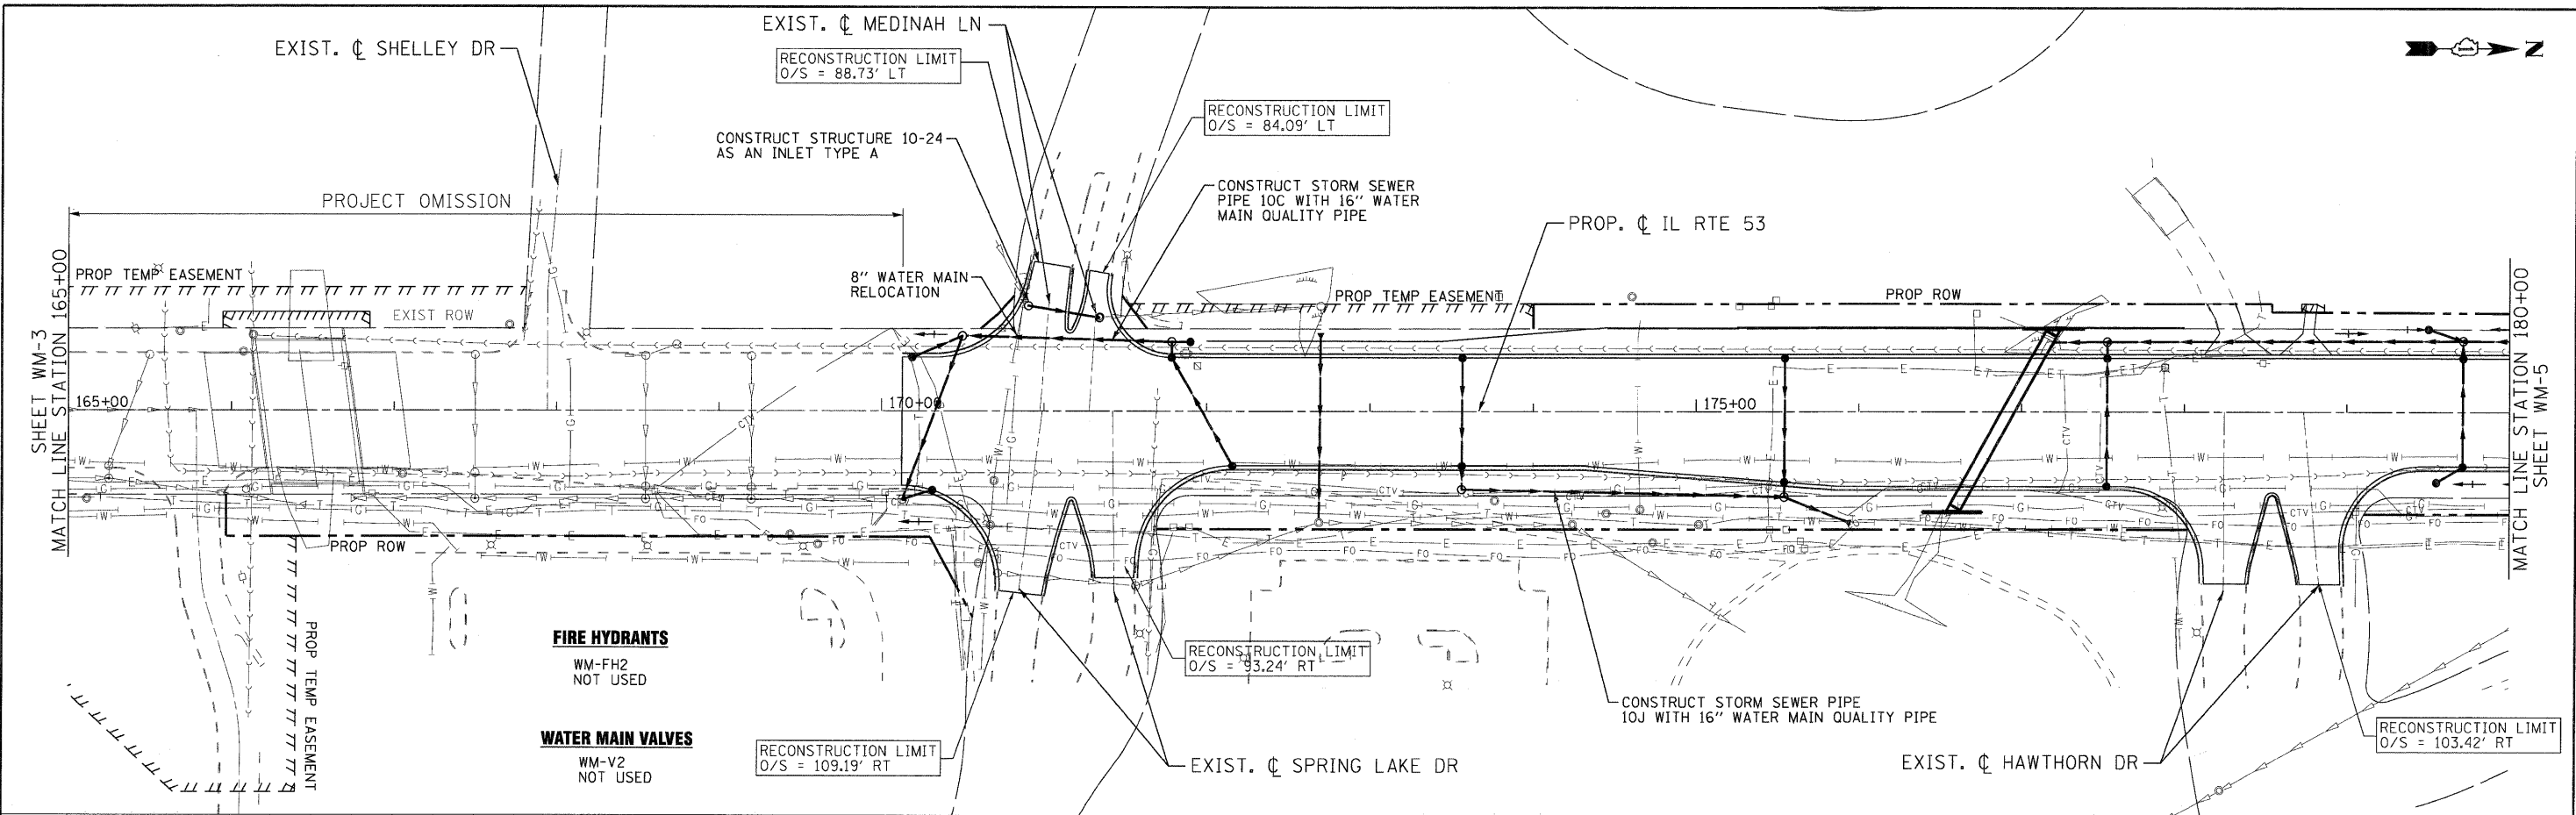 EXIST. ℄ SHELLEY DR
EXIST. ℄ MEDINAH LN
RECONSTRUCTION LIMIT
O/S = 88.73' LT
RECONSTRUCTION LIMIT
O/S = 84.09' LT
N
CONSTRUCT STRUCTURE 10-24
AS AN INLET TYPE A
CONSTRUCT STORM SEWER
PIPE 10C WITH 16" WATER
MAIN QUALITY PIPE
PROJECT OMISSION
PROP. ℄ IL RTE 53
SHEET WM-3
MATCH LINE STATION 165+00
PROP TEMP EASEMENT
EXIST ROW
8" WATER MAIN
RELOCATION
PROP TEMP EASEMENT
PROP ROW
165+00
170+00
175+00
MATCH LINE STATION 180+00
SHEET WM-5
PROP ROW
PROP TEMP EASEMENT
FIRE HYDRANTS
WM-FH2
NOT USED
WATER MAIN VALVES
WM-V2
NOT USED
RECONSTRUCTION LIMIT
O/S = 109.19' RT
RECONSTRUCTION LIMIT
O/S = 93.24' RT
EXIST. ℄ SPRING LAKE DR
CONSTRUCT STORM SEWER PIPE
10J WITH 16" WATER MAIN QUALITY PIPE
EXIST. ℄ HAWTHORN DR
RECONSTRUCTION LIMIT
O/S = 103.42' RT